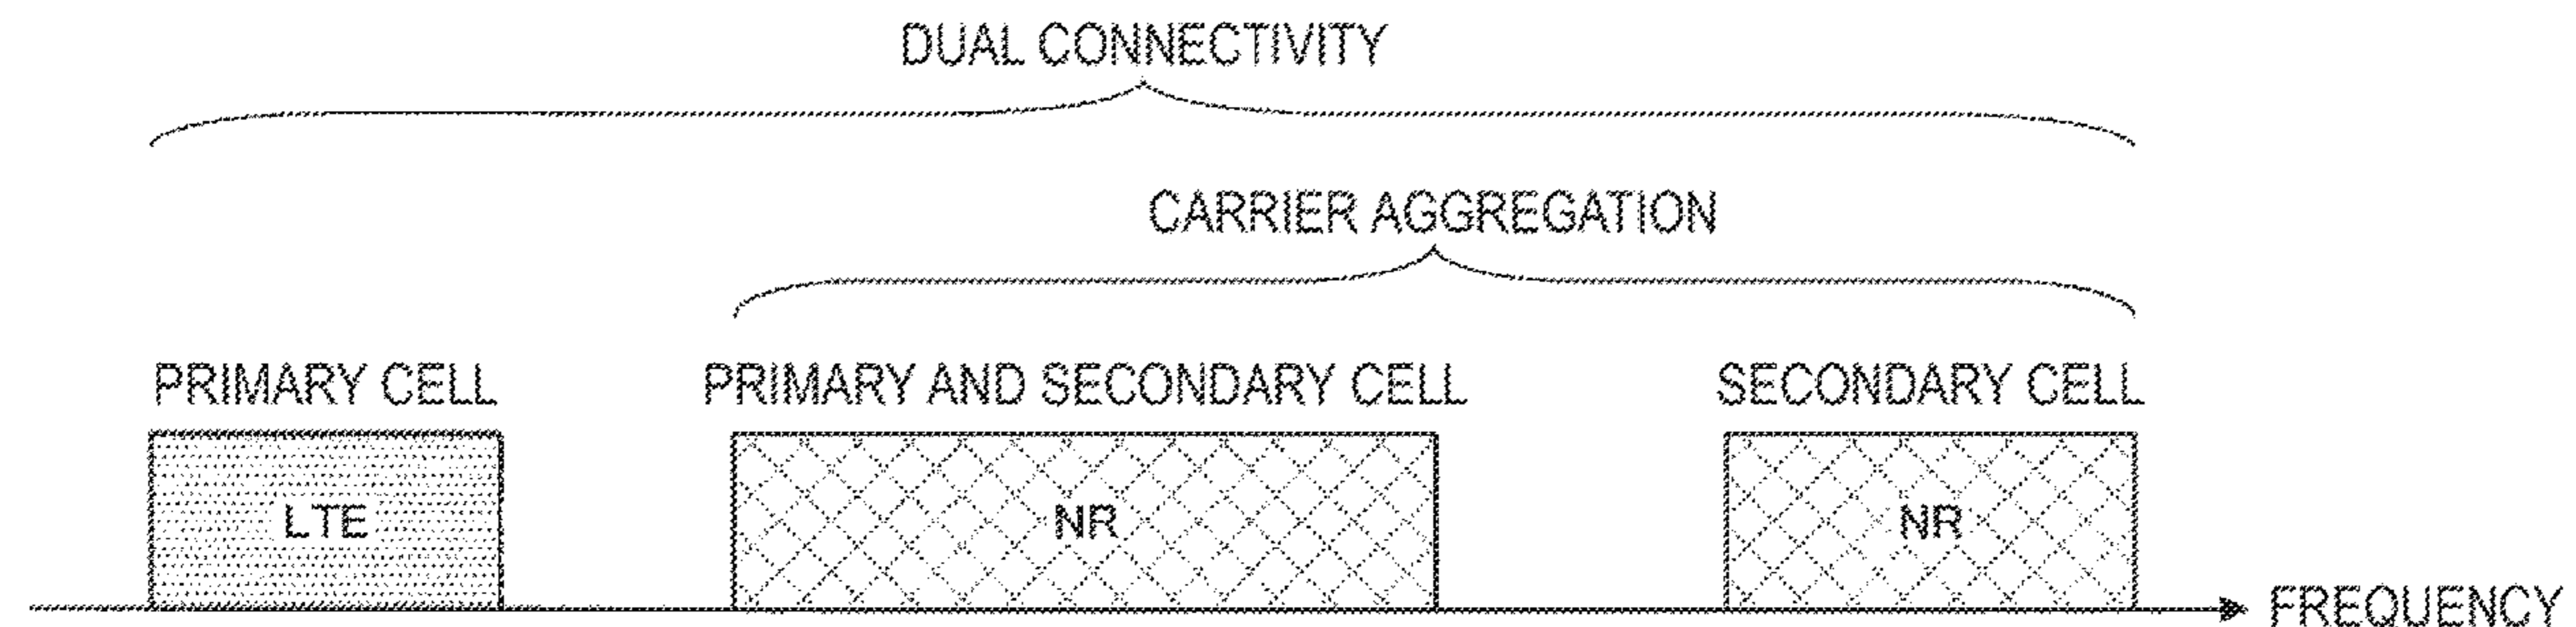 DUAL CONNECTIVITY
CARRIER AGGREGATION
PRIMARY CELL PRIMARY AND SECONDARY CELL SECONDARY CELL
LTE NR NR
FREQUENCY